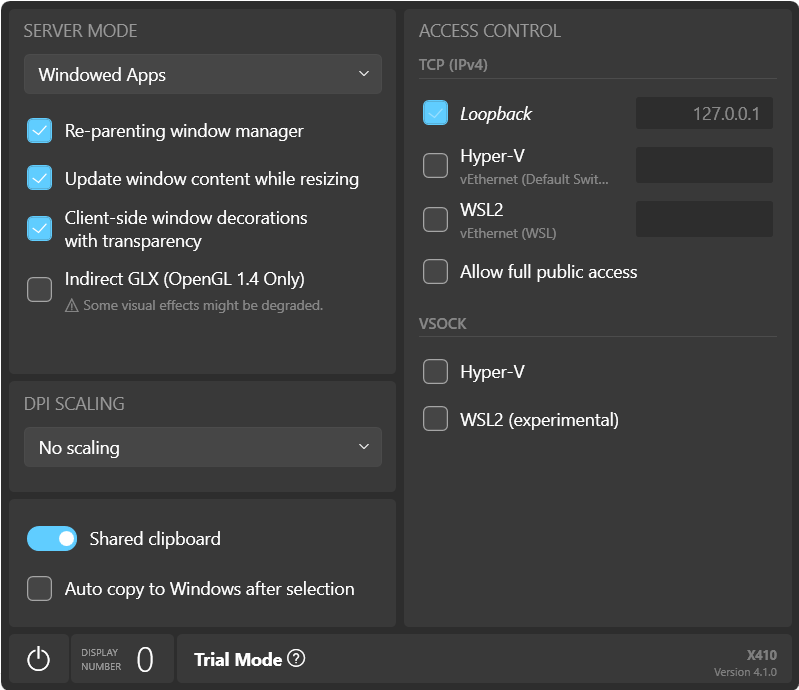 SERVER MODE
Windowed Apps
Re-parenting window manager
Update window content while resizing
Client-side window decorations
with transparency
Indirect GLX (OpenGL 1.4 Only)
Some visual effects might be degraded.
DPI SCALING
No scaling
Shared clipboard
Auto copy to Windows after selection
ACCESS CONTROL
TCP (IPv4)
Loopback 127.0.0.1
Hyper-V
vEthernet (Default Swit...
WSL2
vEthernet (WSL)
Allow full public access
VSOCK
Hyper-V
WSL2 (experimental)
DISPLAY
NUMBER
0
Trial Mode ?
X410
Version 4.1.0